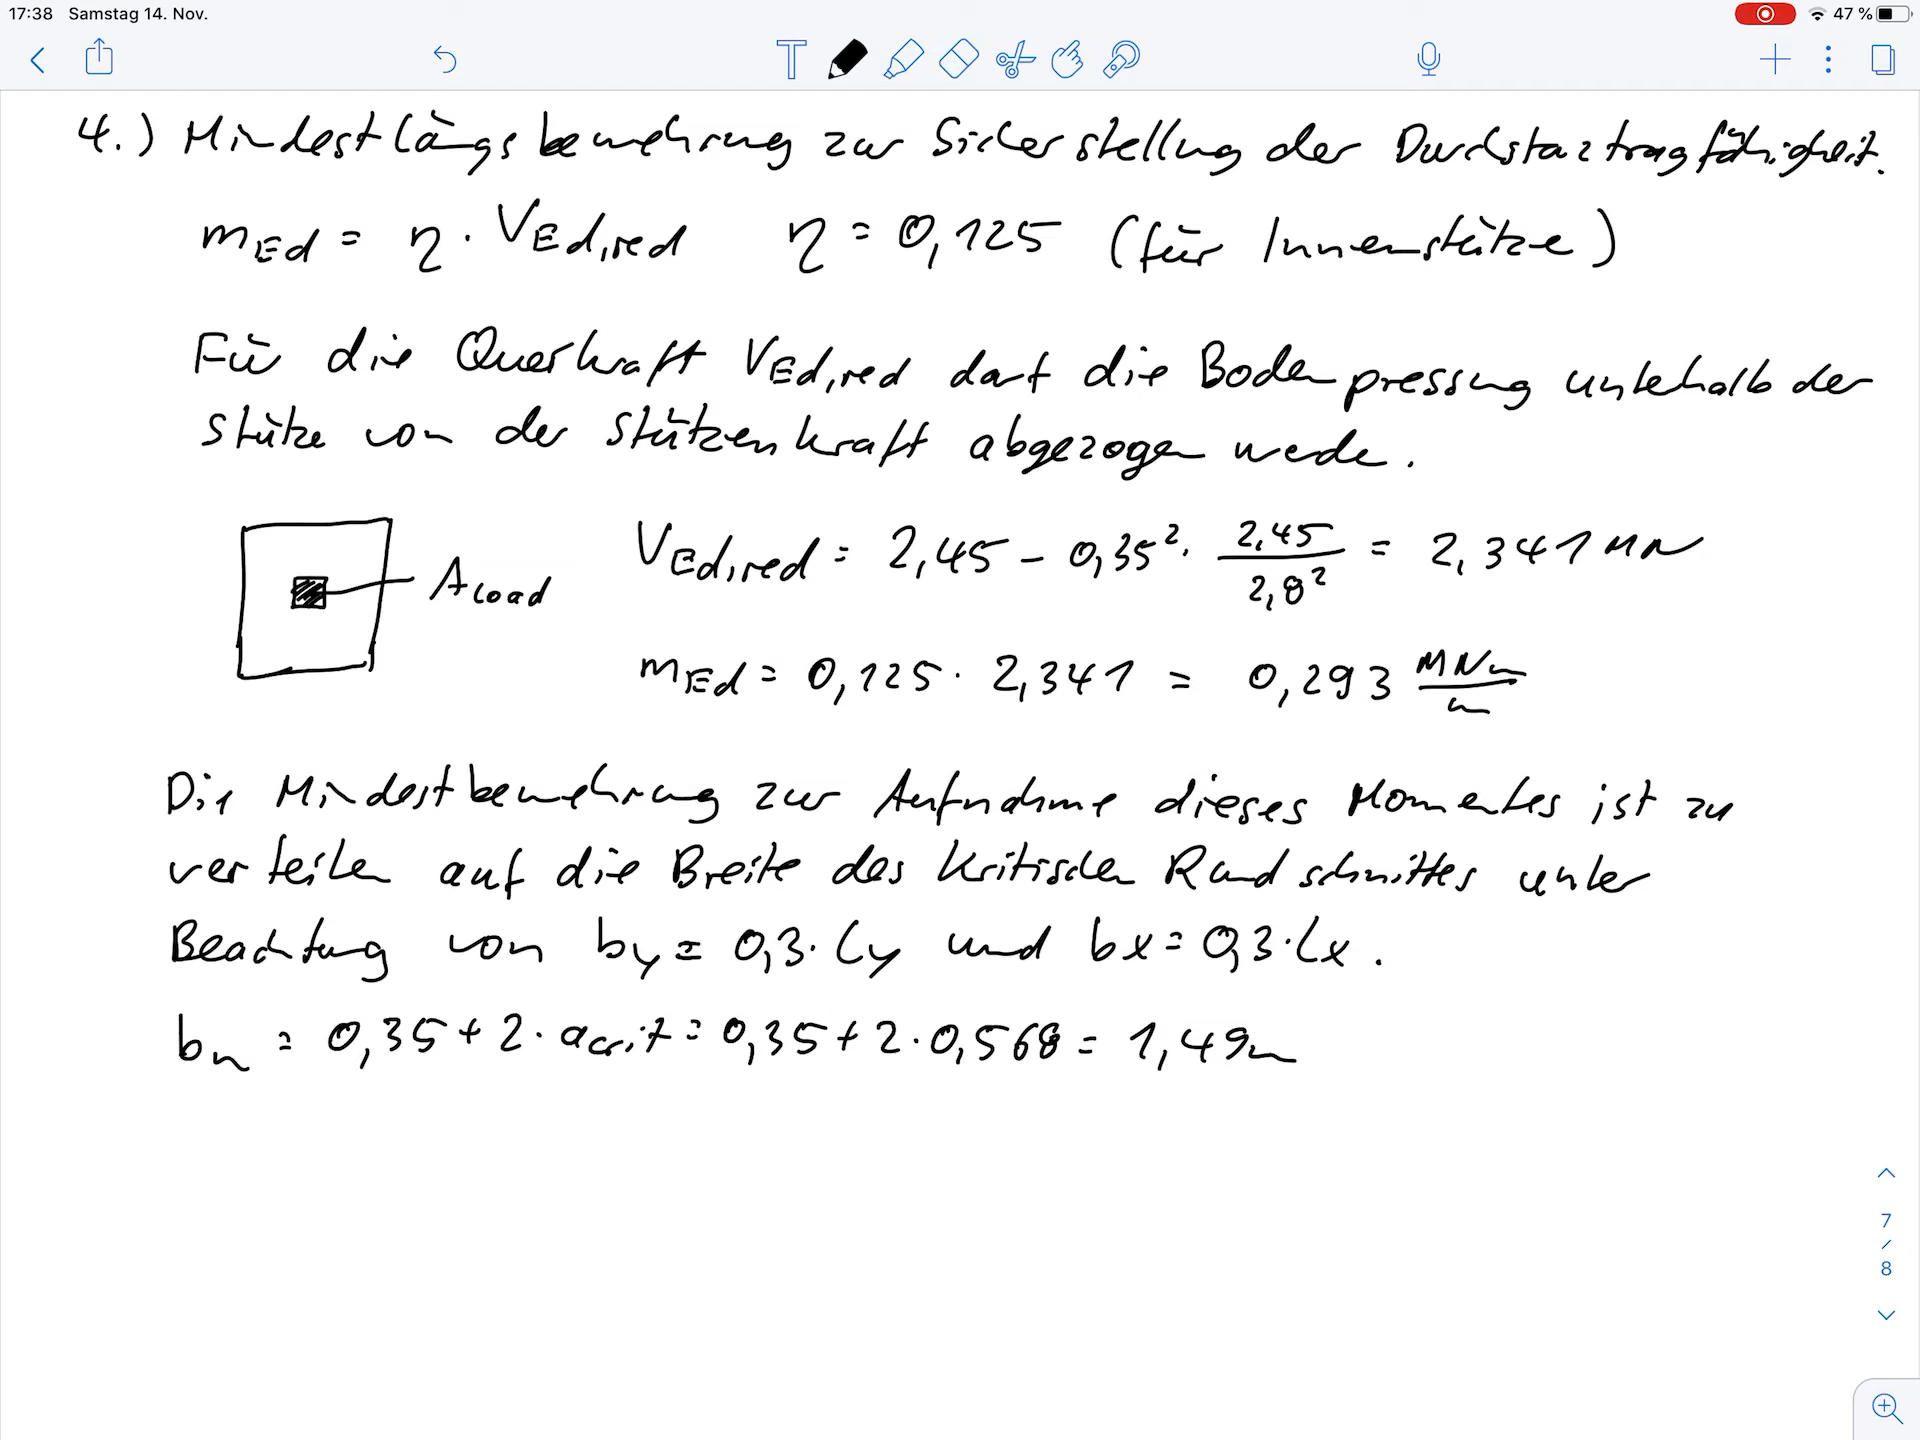 17:38 Samstag 14. Nov. 47 %
4.) Mindestlängsbewehrung zur Sicherstellung der Durchstanztragfähigkeit.
mEd = η · VEd,red η = 0,125 (für Innenstütze)
Für die Querkraft VEd,red darf die Bodenpressung unterhalb der
Stütze von der Stützenkraft abgezogen werden.
Aload
VEd,red = 2,45 - 0,35² · 2,45/2,8² = 2,341 MN
mEd = 0,125 · 2,341 = 0,293 MNm/m
Die Mindestbewehrung zur Aufnahme dieses Momentes ist zu
verteilen auf die Breite des kritischen Rundschnittes unter
Beachtung von by = 0,3 · ly und bx = 0,3 · lx.
bm = 0,35 + 2 · acrit = 0,35 + 2 · 0,568 = 1,49m
7
/
8